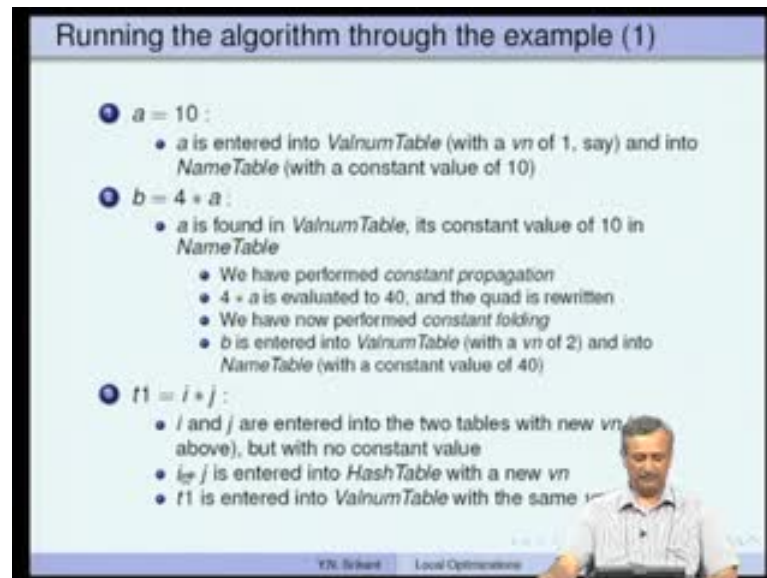 Running the algorithm through the example (1)
1 a = 10 :
• a is entered into ValnumTable (with a vn of 1, say) and into
NameTable (with a constant value of 10)
2 b = 4 * a :
• a is found in ValnumTable, its constant value of 10 in
NameTable
• We have performed constant propagation
• 4 * a is evaluated to 40, and the quad is rewritten
• We have now performed constant folding
• b is entered into ValnumTable (with a vn of 2) and into
NameTable (with a constant value of 40)
3 t1 = i * j :
• i and j are entered into the two tables with new vn
above), but with no constant value
• i * j is entered into HashTable with a new vn
• t1 is entered into ValnumTable with the same
Y.N. Srikant Local Optimizations